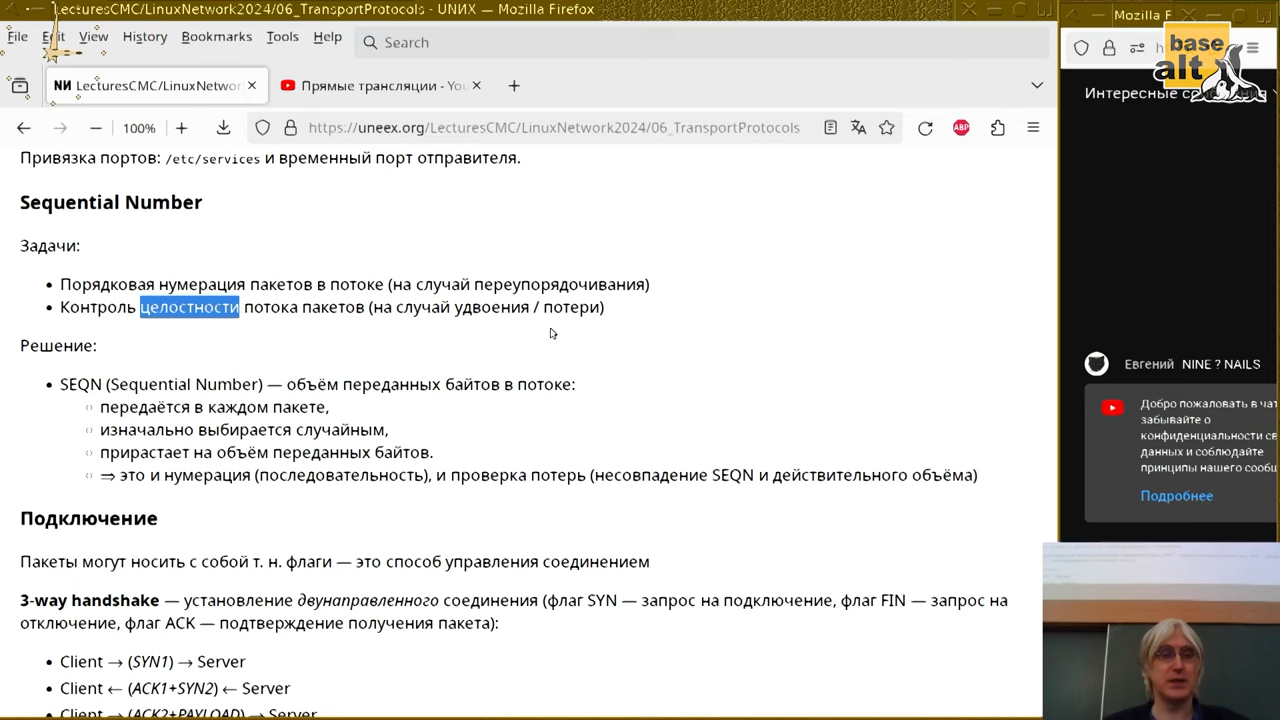 LecturesCMC/LinuxNetwork2024/06_TransportProtocols - UNИX — Mozilla Firefox
Mozilla F
File Edit View History Bookmarks Tools Help
Search
base
alt
NИ LecturesCMC/LinuxNetwor
Прямые трансляции - You
100%
https://uneex.org/LecturesCMC/LinuxNetwork2024/06_TransportProtocols
ABP
Привязка портов: /etc/services и временный порт отправителя.
Sequential Number
Задачи:
Порядковая нумерация пакетов в потоке (на случай переупорядочивания)
Контроль целостности потока пакетов (на случай удвоения / потери)
Решение:
SEQN (Sequential Number) — объём переданных байтов в потоке:
передаётся в каждом пакете,
изначально выбирается случайным,
прирастает на объём переданных байтов.
⇒ это и нумерация (последовательность), и проверка потерь (несовпадение SEQN и действительного объёма)
Подключение
Пакеты могут носить с собой т. н. флаги — это способ управления соединением
3-way handshake — установление двунаправленного соединения (флаг SYN — запрос на подключение, флаг FIN — запрос на
отключение, флаг ACK — подтверждение получения пакета):
Client → (SYN1) → Server
Client ← (ACK1+SYN2) ← Server
Client → (ACK2+PAYLOAD) → Server
Интересные
Евгений NINE ? NAILS
Добро пожаловать в чат
забывайте о
конфиденциальности св
данных и соблюдайте
принципы нашего сообщ
Подробнее